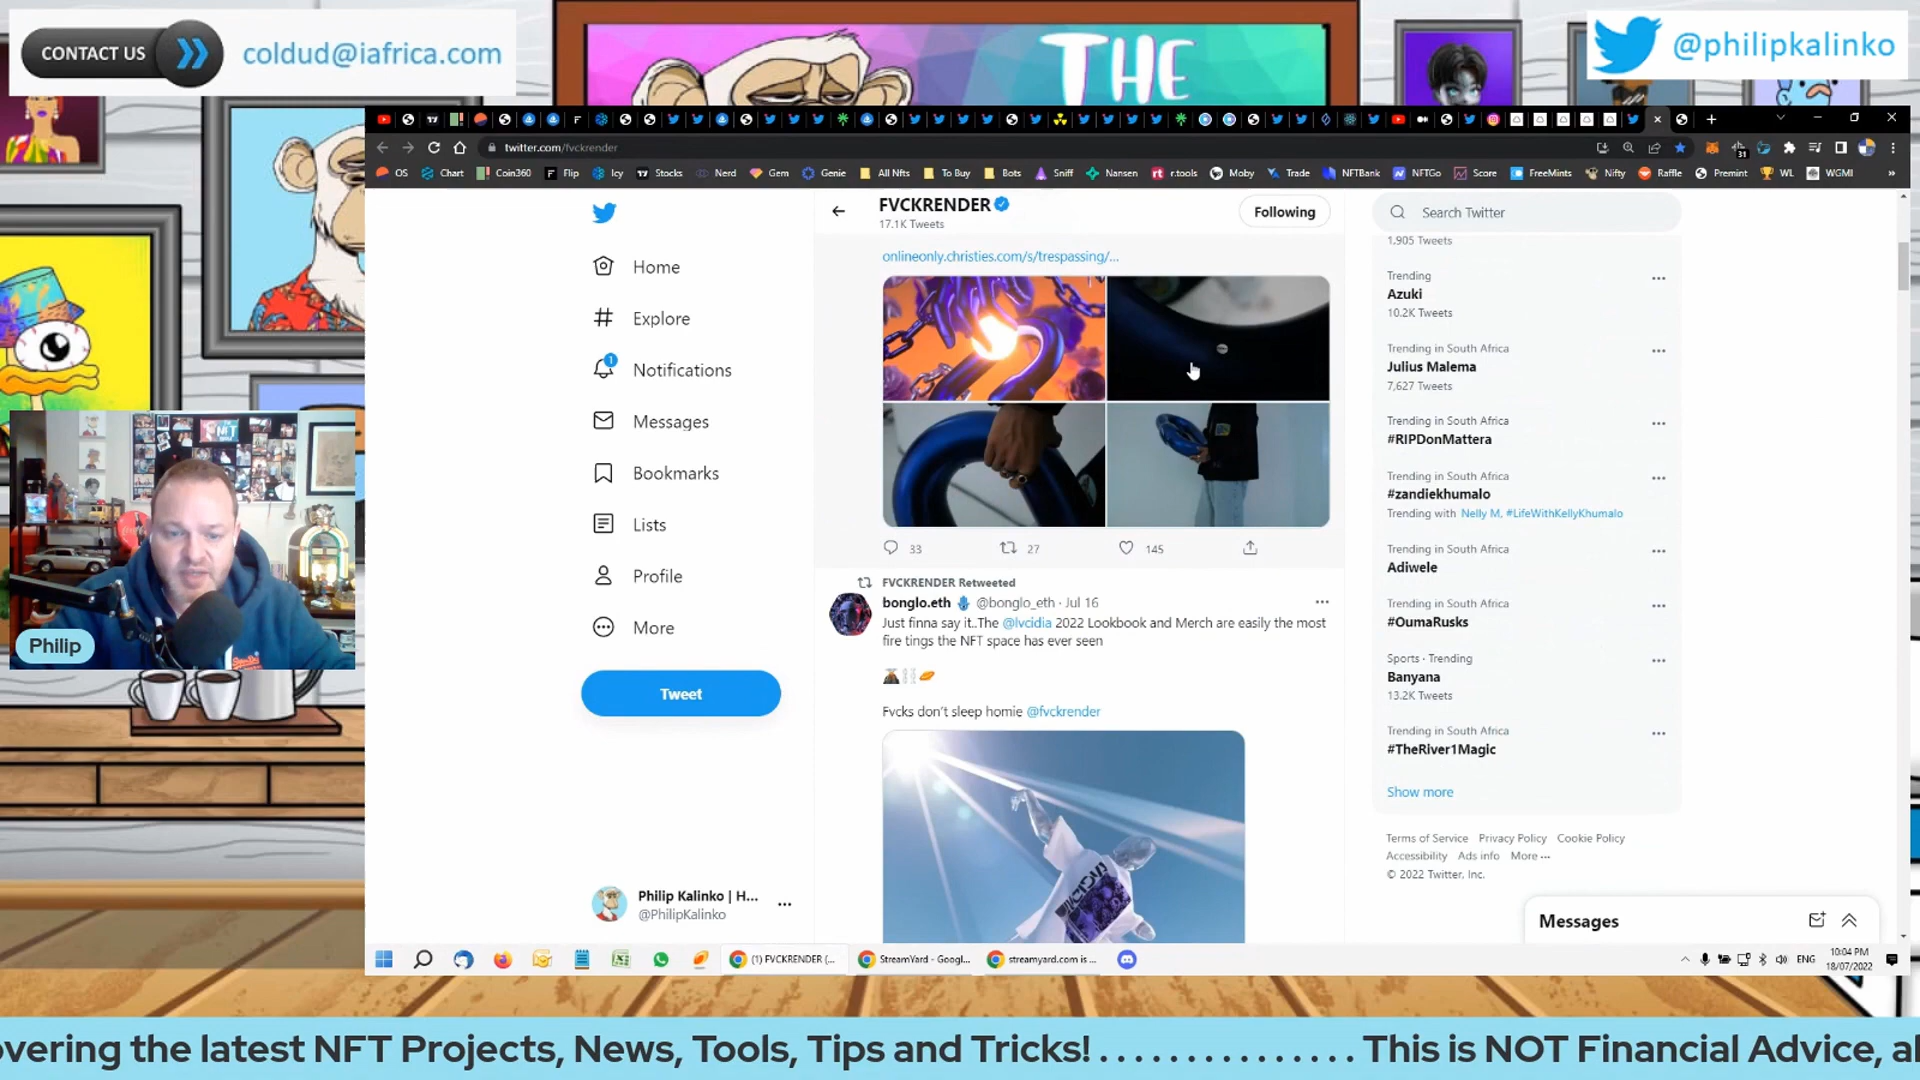 CONTACT US
coldud@iafrica.com
THE
@philipkalinko
twitter.com/fvckrender
OS
Chart
Coin360
Flip
Icy
Stocks
Nerd
Gem
Genie
All Nfts
To Buy
Bots
Sniff
Nansen
r.tools
Moby
Trade
NFTBank
NFTGo
Score
FreeMints
Nifty
Raffle
Premint
WL
WGMI
FVCKRENDER
17.1K Tweets
Following
Search Twitter
Home
Explore
1
Notifications
Messages
Bookmarks
Lists
Profile
More
Tweet
Philip Kalinko | H...
@PhilipKalinko
onlineonly.christies.com/s/trespassing/...
33
27
145
FVCKRENDER Retweeted
bonglo.eth @bonglo_eth · Jul 16
Just finna say it..The @lvcidia 2022 Lookbook and Merch are easily the most
fire tings the NFT space has ever seen
Fvcks don't sleep homie @fvckrender
1,905 Tweets
Trending
Azuki
10.2K Tweets
Trending in South Africa
Julius Malema
7,627 Tweets
Trending in South Africa
#RIPDonMattera
Trending in South Africa
#zandiekhumalo
Trending with Nelly M, #LifeWithKellyKhumalo
Trending in South Africa
Adiwele
Trending in South Africa
#OumaRusks
Sports · Trending
Banyana
13.2K Tweets
Trending in South Africa
#TheRiver1Magic
Show more
Terms of Service Privacy Policy Cookie Policy
Accessibility Ads info More ···
© 2022 Twitter, Inc.
Messages
Philip
(1) FVCKRENDER (...
StreamYard - Googl...
streamyard.com is ...
ENG
10:04 PM
18/07/2022
overing the latest NFT Projects, News, Tools, Tips and Tricks! . . . . . . . . . . . . . . . This is NOT Financial Advice, al